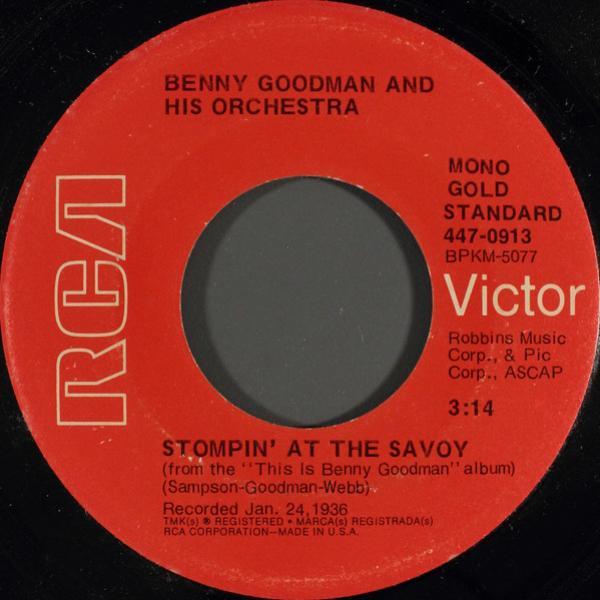 BENNY GOODMAN AND
HIS ORCHESTRA
RCA
MONO
GOLD
STANDARD
447-0913
BPKM-5077
Victor
Robbins Music
Corp., & Pic
Corp., ASCAP
3:14
STOMPIN' AT THE SAVOY
(from the "This Is Benny Goodman" album)
(Sampson-Goodman-Webb)
Recorded Jan. 24, 1936
TMK(s) ® REGISTERED • MARCA(s) REGISTRADA(s)
RCA CORPORATION—MADE IN U.S.A.